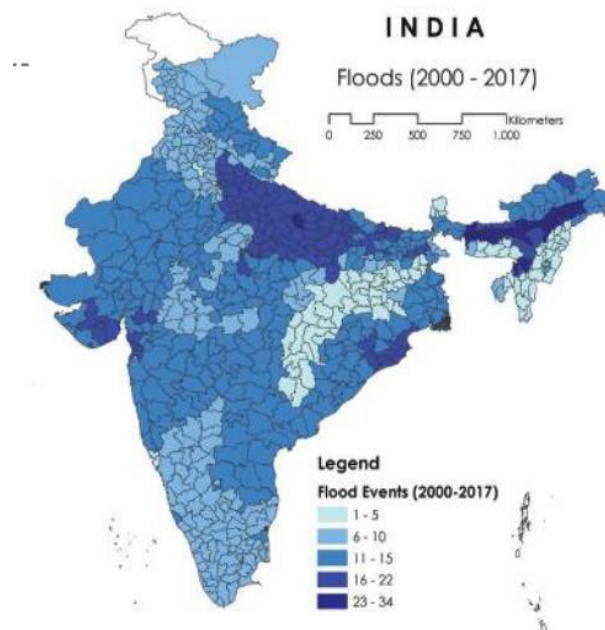 INDIA
Floods (2000 - 2017)
Kilometers
0 250 500 750 1,000
Legend
Flood Events (2000-2017)
1 - 5
6 - 10
11 - 15
16 - 22
23 - 34